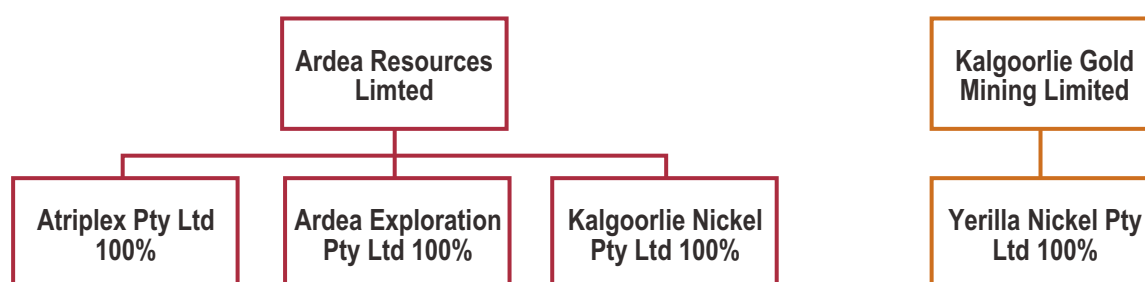 Ardea Resources
Limted
Kalgoorlie Gold
Mining Limited
Atriplex Pty Ltd
100%
Ardea Exploration
Pty Ltd 100%
Kalgoorlie Nickel
Pty Ltd 100%
Yerilla Nickel Pty
Ltd 100%